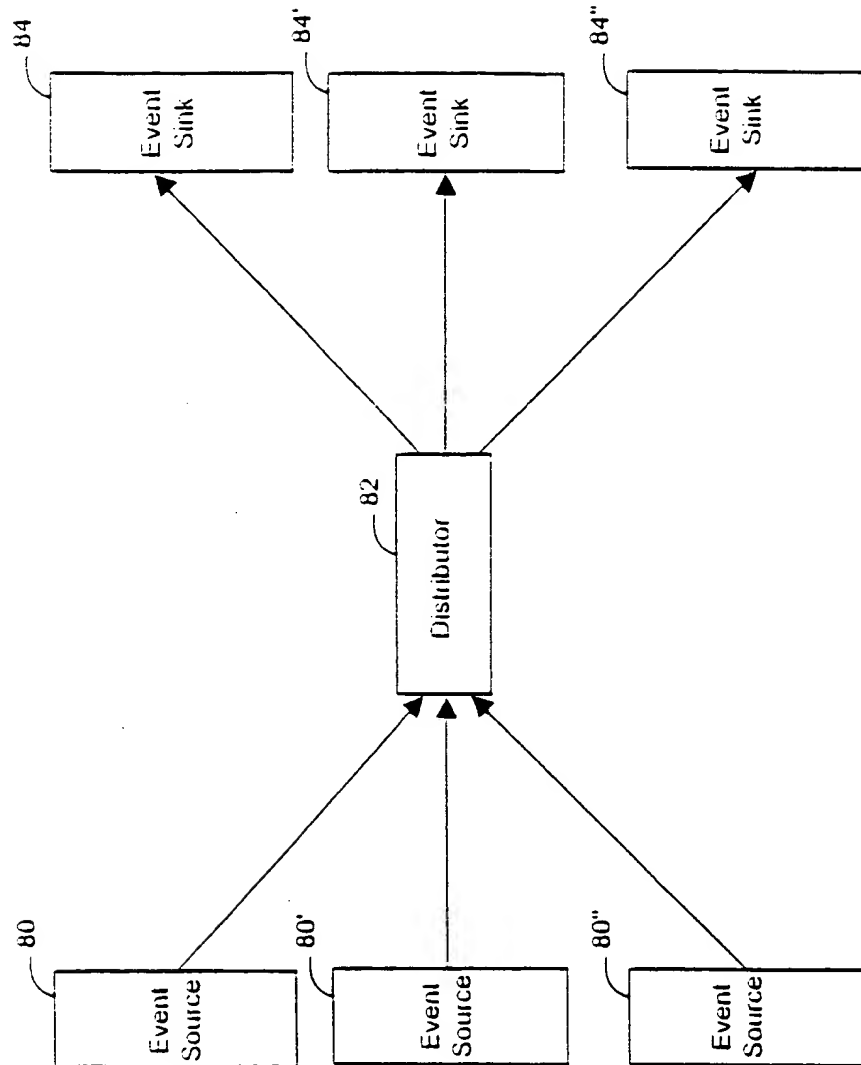 80
Event
Source
80'
Event
Source
80"
Event
Source
82
Distributor
84
Event
Sink
84'
Event
Sink
84"
Event
Sink